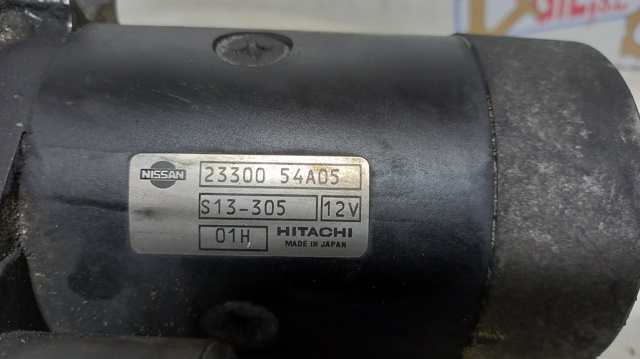 NISSAN 23300 54A05
S13-305 12V
01H HITACHI
MADE IN JAPAN